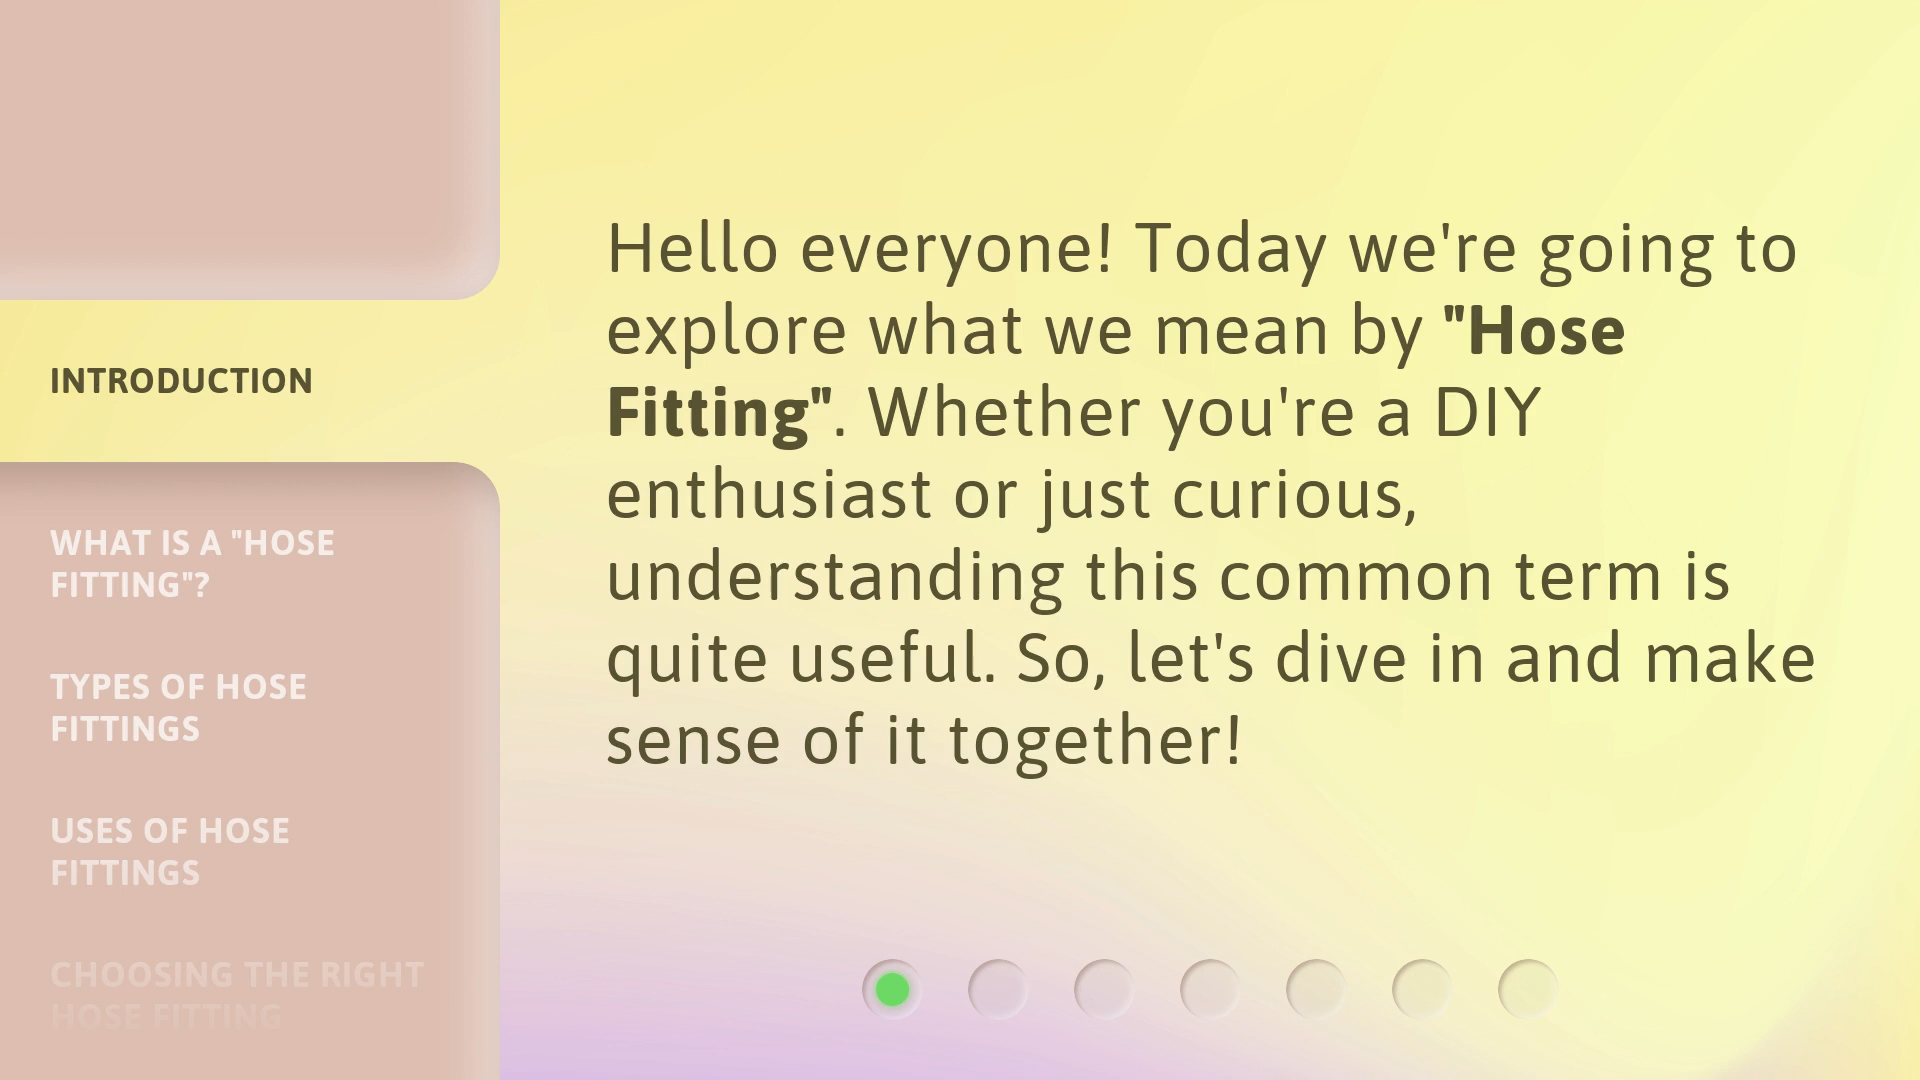 INTRODUCTION
WHAT IS A "HOSE
FITTING"?
TYPES OF HOSE
FITTINGS
USES OF HOSE
FITTINGS
CHOOSING THE RIGHT
HOSE FITTING
Hello everyone! Today we're going to
explore what we mean by "Hose
Fitting". Whether you're a DIY
enthusiast or just curious,
understanding this common term is
quite useful. So, let's dive in and make
sense of it together!